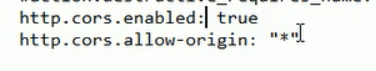 http.cors.enabled: true
http.cors.allow-origin: "*"